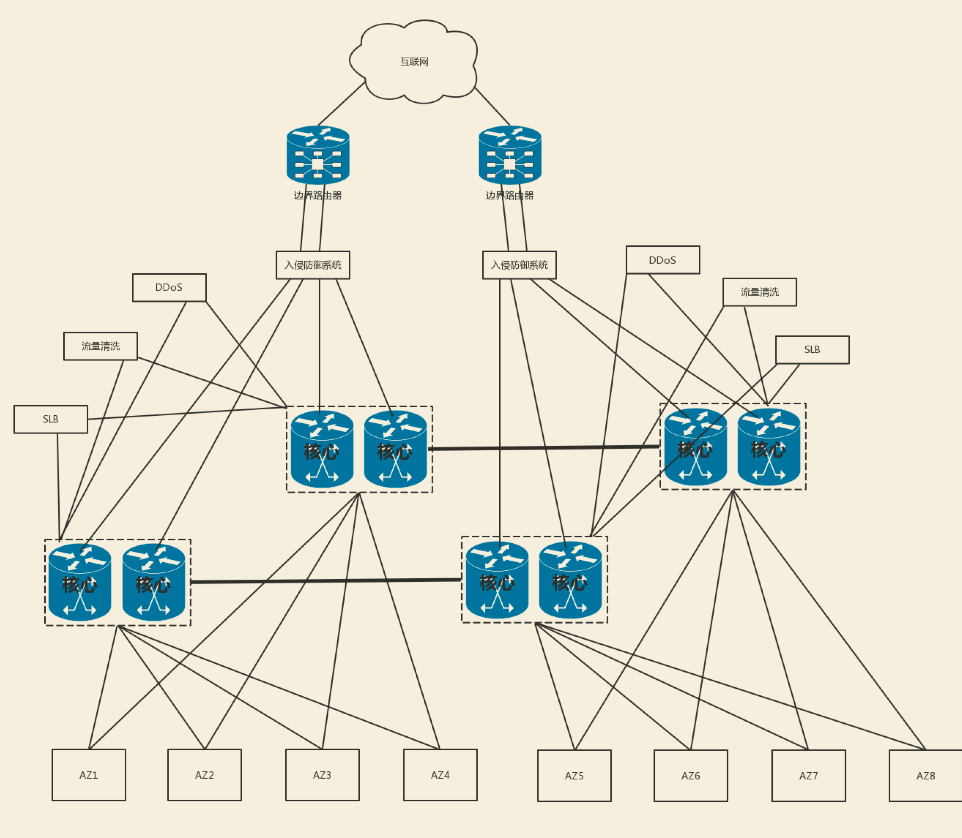 互联网
边界路由器
边界路由器
入侵防御系统
入侵防御系统
DDoS
DDoS
流量清洗
流量清洗
SLB
SLB
核心
核心
核心
核心
核心
核心
核心
核心
AZ1
AZ2
AZ3
AZ4
AZ5
AZ6
AZ7
AZ8